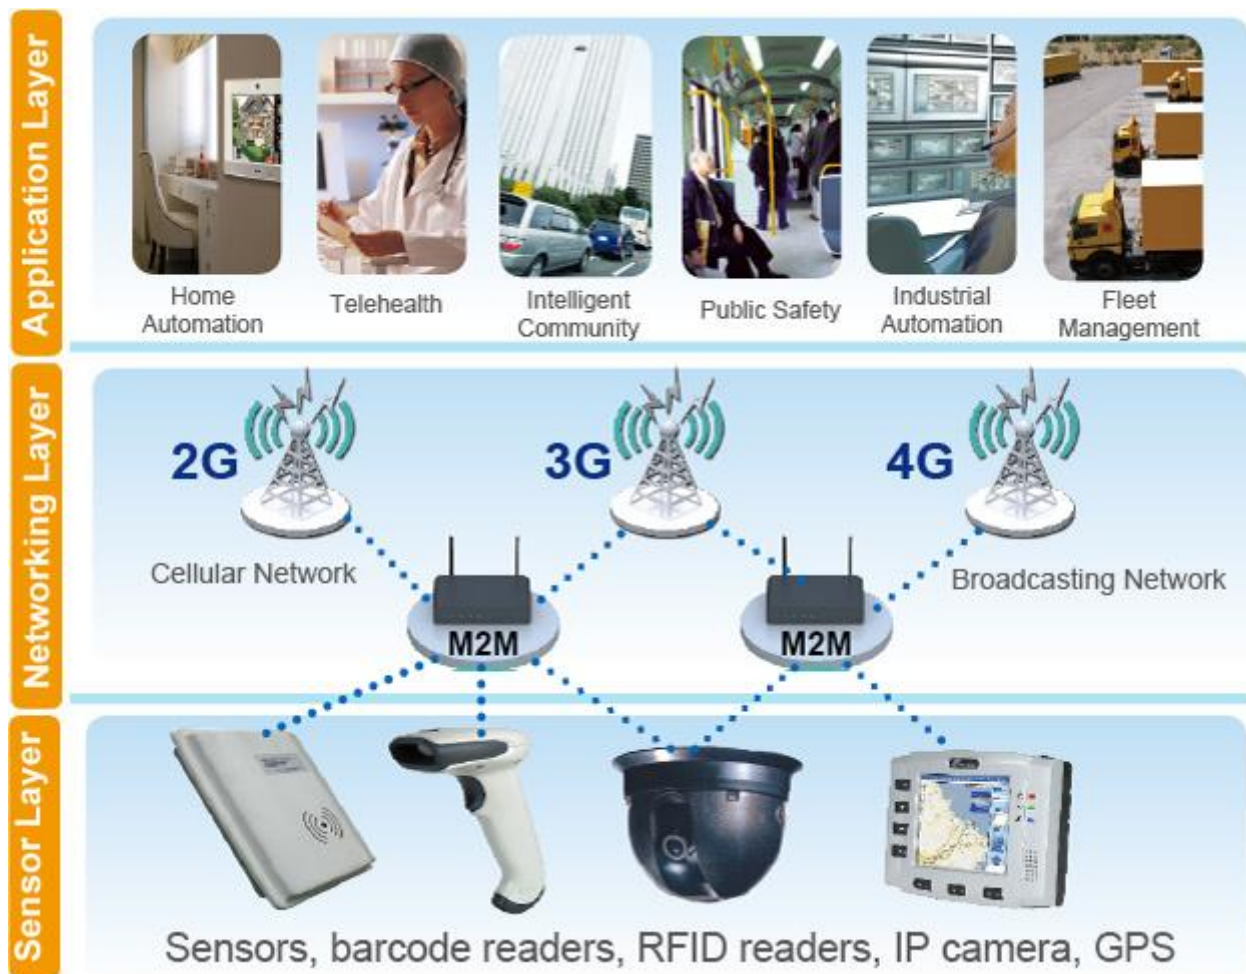 Application Layer
Home
Automation
Telehealth
Intelligent
Community
Public Safety
Industrial
Automation
Fleet
Management
Networking Layer
2G
3G
4G
Cellular Network
Broadcasting Network
M2M
M2M
Sensor Layer
Sensors, barcode readers, RFID readers, IP camera, GPS